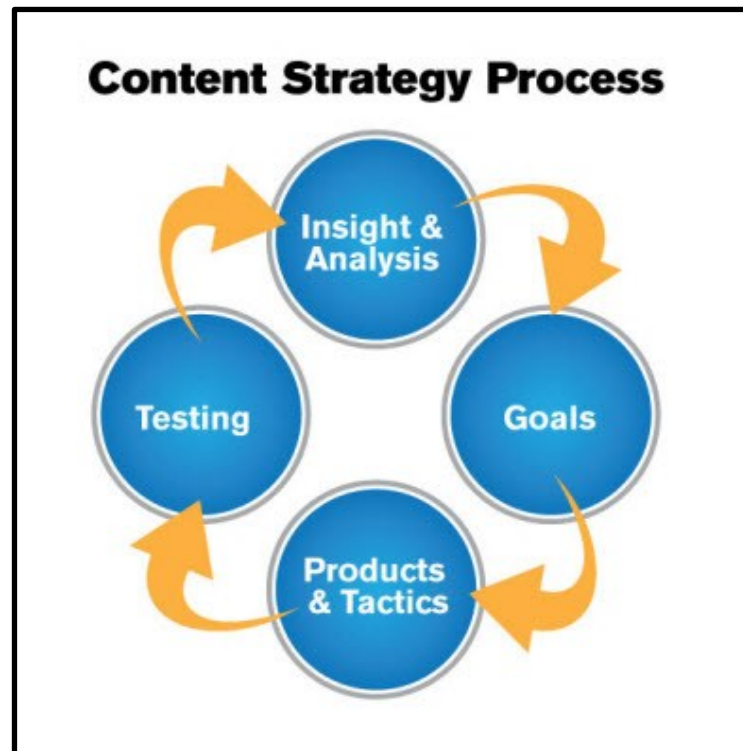 Content Strategy Process
Insight &
Analysis
Goals
Products
& Tactics
Testing